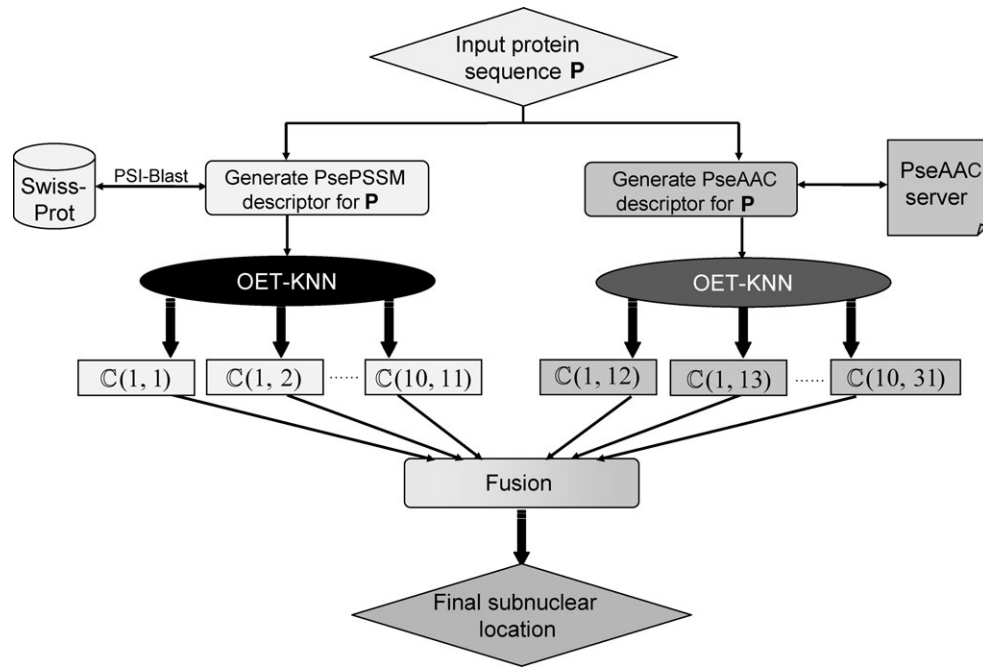 Input protein
sequence P
Swiss-
Prot
PSI-Blast
Generate PsePSSM
descriptor for P
Generate PseAAC
descriptor for P
PseAAC
server
OET-KNN
OET-KNN
ℂ(1, 1)
ℂ(1, 2)
......
ℂ(10, 11)
ℂ(1, 12)
ℂ(1, 13)
......
ℂ(10, 31)
Fusion
Final subnuclear
location